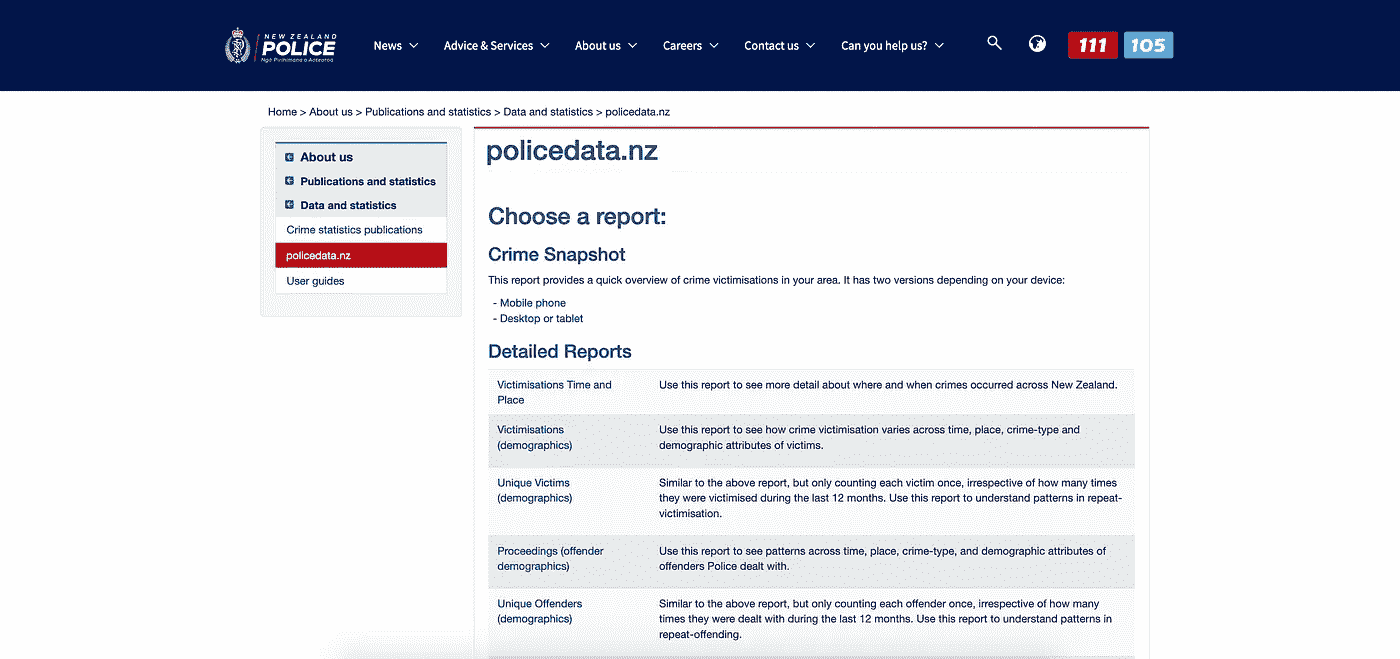 NEW ZEALAND
POLICE
Ngā Pirihimana o Aotearoa
News
Advice & Services
About us
Careers
Contact us
Can you help us?
111
105
Home > About us > Publications and statistics > Data and statistics > policedata.nz
About us
Publications and statistics
Data and statistics
Crime statistics publications
policedata.nz
User guides
policedata.nz
Choose a report:
Crime Snapshot
This report provides a quick overview of crime victimisations in your area. It has two versions depending on your device:
- Mobile phone
- Desktop or tablet
Detailed Reports
Victimisations Time and
Place
Use this report to see more detail about where and when crimes occurred across New Zealand.
Victimisations
(demographics)
Use this report to see how crime victimisation varies across time, place, crime-type and
demographic attributes of victims.
Unique Victims
(demographics)
Similar to the above report, but only counting each victim once, irrespective of how many times
they were victimised during the last 12 months. Use this report to understand patterns in repeat-
victimisation.
Proceedings (offender
demographics)
Use this report to see patterns across time, place, crime-type, and demographic attributes of
offenders Police dealt with.
Unique Offenders
(demographics)
Similar to the above report, but only counting each offender once, irrespective of how many
times they were dealt with during the last 12 months. Use this report to understand patterns in
repeat-offending.